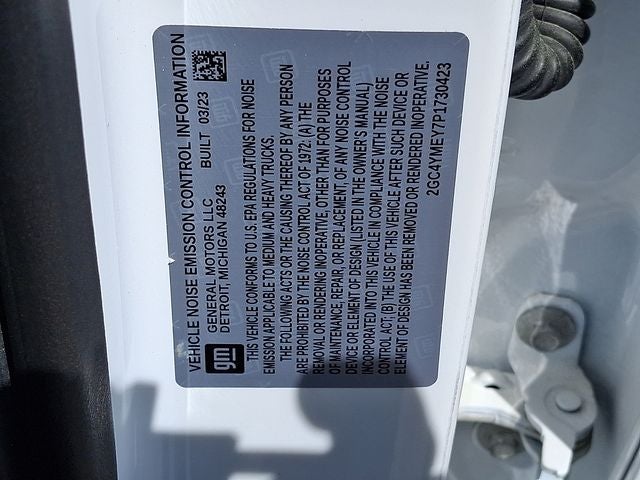 VEHICLE NOISE EMISSION CONTROL INFORMATION
gm
GENERAL MOTORS LLC BUILT 03/23
DETROIT, MICHIGAN 48243
THIS VEHICLE CONFORMS TO U.S. EPA REGULATIONS FOR NOISE
EMISSION APPLICABLE TO MEDIUM AND HEAVY TRUCKS.
THE FOLLOWING ACTS OR THE CAUSING THEREOF BY ANY PERSON
ARE PROHIBITED BY THE NOISE CONTROL ACT OF 1972: (A) THE
REMOVAL OR RENDERING INOPERATIVE, OTHER THAN FOR PURPOSES
OF MAINTENANCE, REPAIR, OR REPLACEMENT, OF ANY NOISE CONTROL
DEVICE OR ELEMENT OF DESIGN (LISTED IN THE OWNER'S MANUAL)
INCORPORATED INTO THIS VEHICLE IN COMPLIANCE WITH THE NOISE
CONTROL ACT; (B) THE USE OF THIS VEHICLE AFTER SUCH DEVICE OR
ELEMENT OF DESIGN HAS BEEN REMOVED OR RENDERED INOPERATIVE.
2GC4YMEY7P1730423